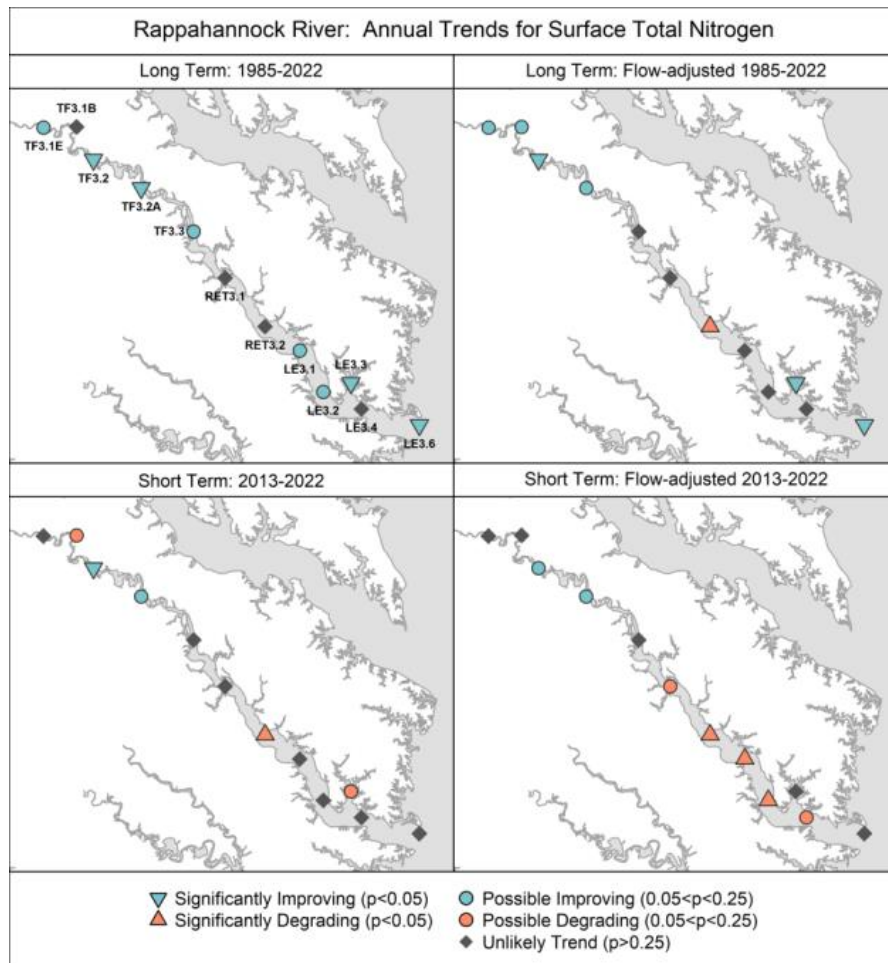 Rappahannock River: Annual Trends for Surface Total Nitrogen
Long Term: 1985-2022
Long Term: Flow-adjusted 1985-2022
TF3.1B
TF3.1E
TF3.2
TF3.2A
TF3.3
RET3.1
RET3.2
LE3.1
LE3.3
LE3.2
LE3.4
LE3.6
Short Term: 2013-2022
Short Term: Flow-adjusted 2013-2022
Significantly Improving (p<0.05)
Possible Improving (0.05<p<0.25)
Significantly Degrading (p<0.05)
Possible Degrading (0.05<p<0.25)
Unlikely Trend (p>0.25)